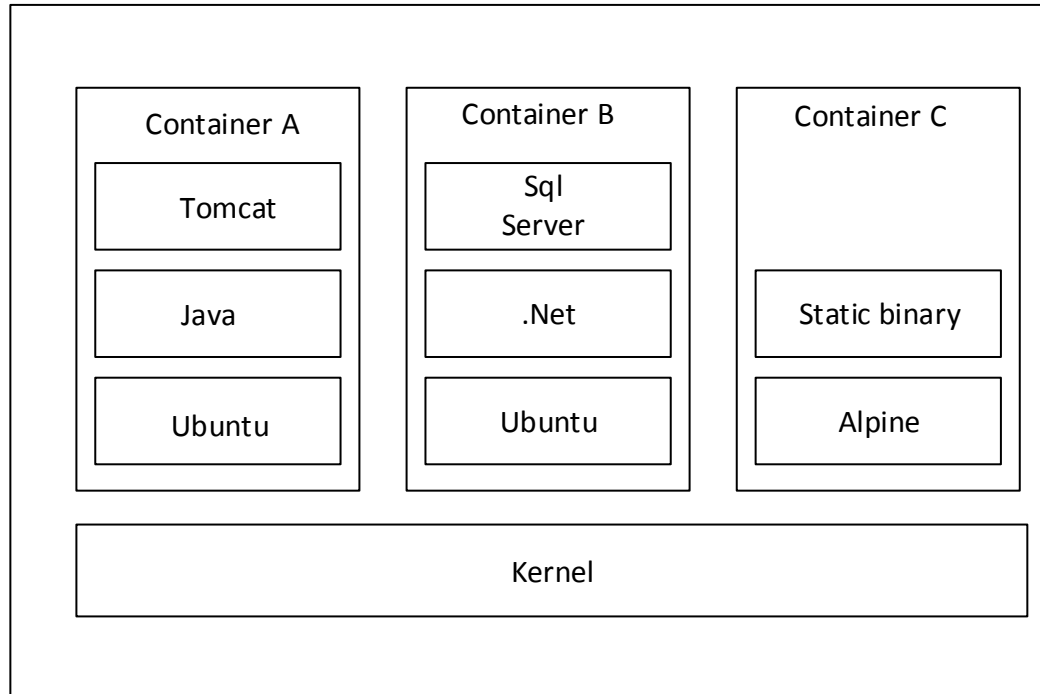 Container A
Tomcat
Java
Ubuntu
Container B
Sql
Server
.Net
Ubuntu
Container C
Static binary
Alpine
Kernel